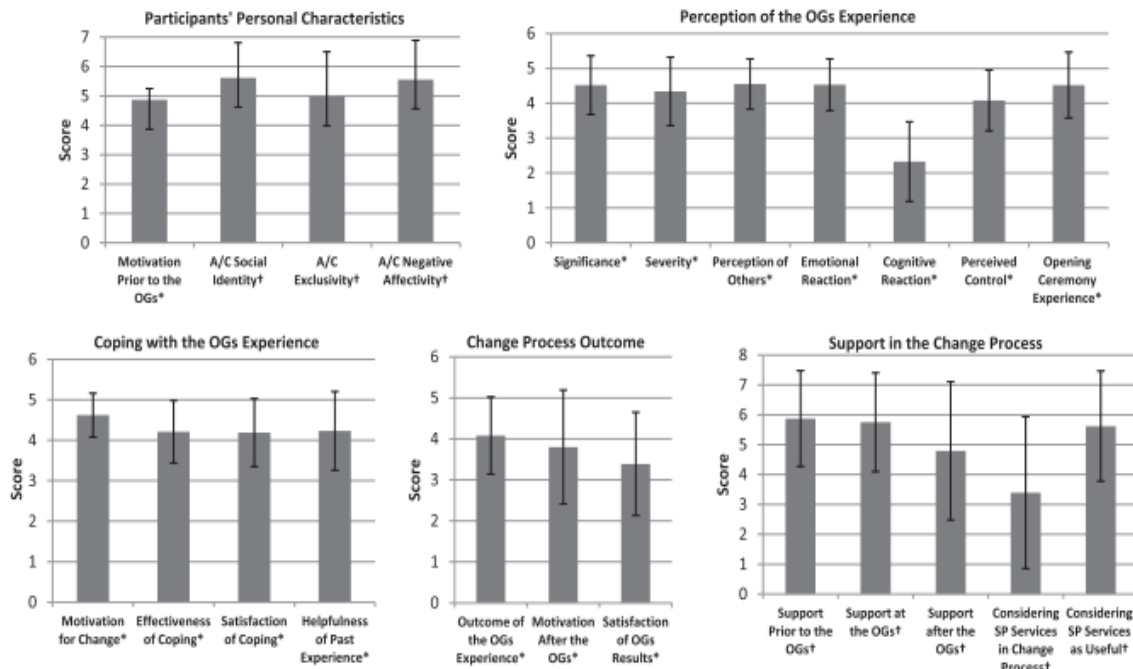 Participants' Personal Characteristics
7
6
5
4
3
2
1
0
Score
Motivation
Prior to the
OGs*
A/C Social
Identity†
A/C
Exclusivity†
A/C Negative
Affectivity†
Perception of the OGs Experience
6
5
4
3
2
1
0
Score
Significance*
Severity*
Perception of
Others*
Emotional
Reaction*
Cognitive
Reaction*
Perceived
Control*
Opening
Ceremony
Experience*
Coping with the OGs Experience
6
5
4
3
2
1
0
Score
Motivation
for Change*
Effectiveness
of Coping*
Satisfaction
of Coping*
Helpfulness
of Past
Experience*
Change Process Outcome
6
5
4
3
2
1
0
Score
Outcome of
the OGs
Experience*
Motivation
After the
OGs*
Satisfaction
of OGs
Results*
Support in the Change Process
8
7
6
5
4
3
2
1
0
Score
Support
Prior to the
OGs†
Support at
the OGs†
Support
after the
OGs†
Considering
SP Services
in Change
Process†
Considering
SP Services
as Useful†